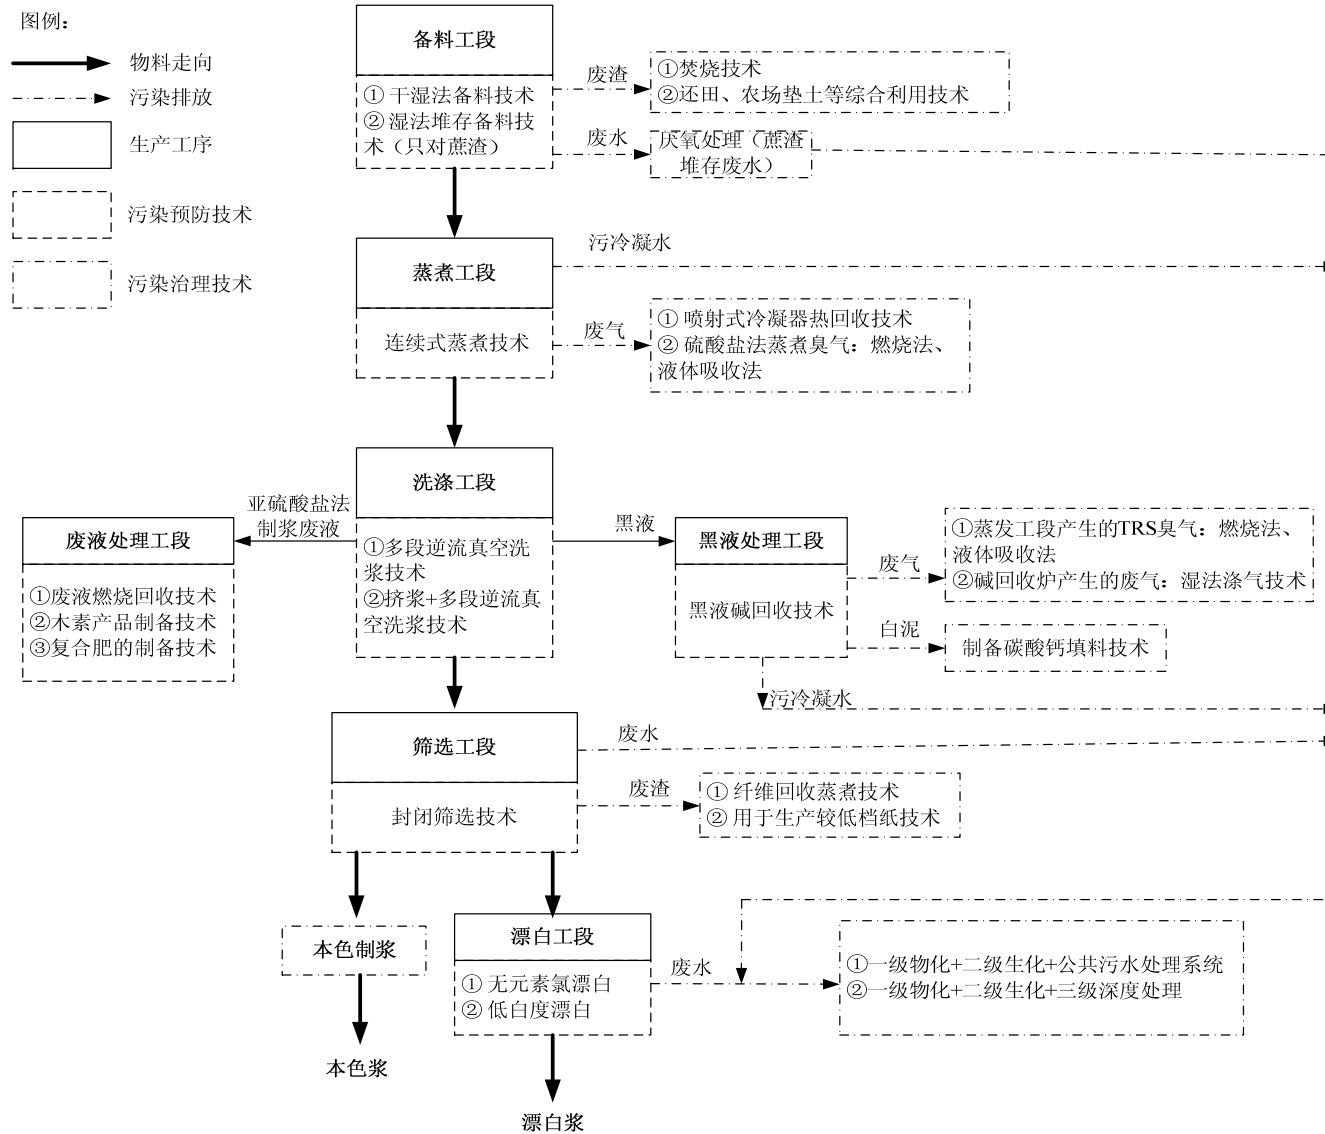 图例：
物料走向
污染排放
生产工序
污染预防技术
污染治理技术
备料工段
① 干湿法备料技术
② 湿法堆存备料技
术（只对蔗渣）
废渣
①焚烧技术
②还田、农场垫土等综合利用技术
废水
厌氧处理（蔗渣
堆存废水）
蒸煮工段
连续式蒸煮技术
污冷凝水
废气
① 喷射式冷凝器热回收技术
② 硫酸盐法蒸煮臭气：燃烧法、
液体吸收法
洗涤工段
①多段逆流真空洗
浆技术
②挤浆+多段逆流真
空洗浆技术
亚硫酸盐法
制浆废液
废液处理工段
①废液燃烧回收技术
②木素产品制备技术
③复合肥的制备技术
黑液
黑液处理工段
黑液碱回收技术
废气
①蒸发工段产生的TRS臭气：燃烧法、
液体吸收法
②碱回收炉产生的废气：湿法涤气技术
白泥
制备碳酸钙填料技术
污冷凝水
筛选工段
封闭筛选技术
废水
废渣
① 纤维回收蒸煮技术
② 用于生产较低档纸技术
本色制浆
本色浆
漂白工段
① 无元素氯漂白
② 低白度漂白
废水
①一级物化+二级生化+公共污水处理系统
②一级物化+二级生化+三级深度处理
漂白浆